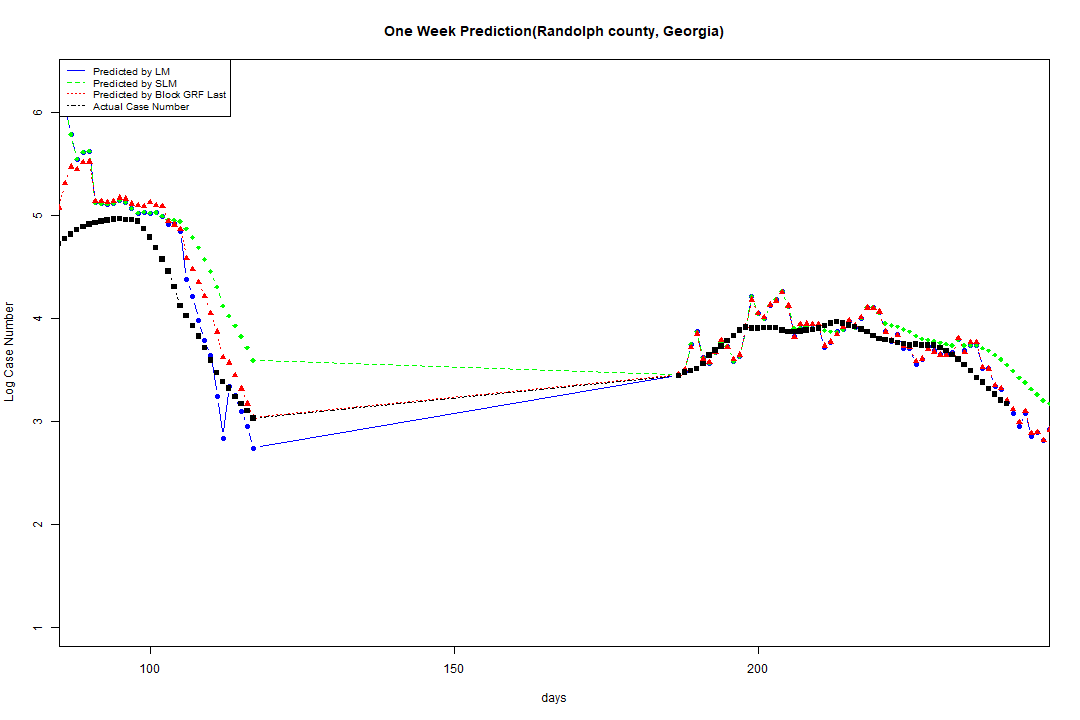 One Week Prediction(Randolph county, Georgia)
Predicted by LM
Predicted by SLM
Predicted by Block GRF Last
Actual Case Number
6
5
4
3
2
1
Log Case Number
100 150 200
days